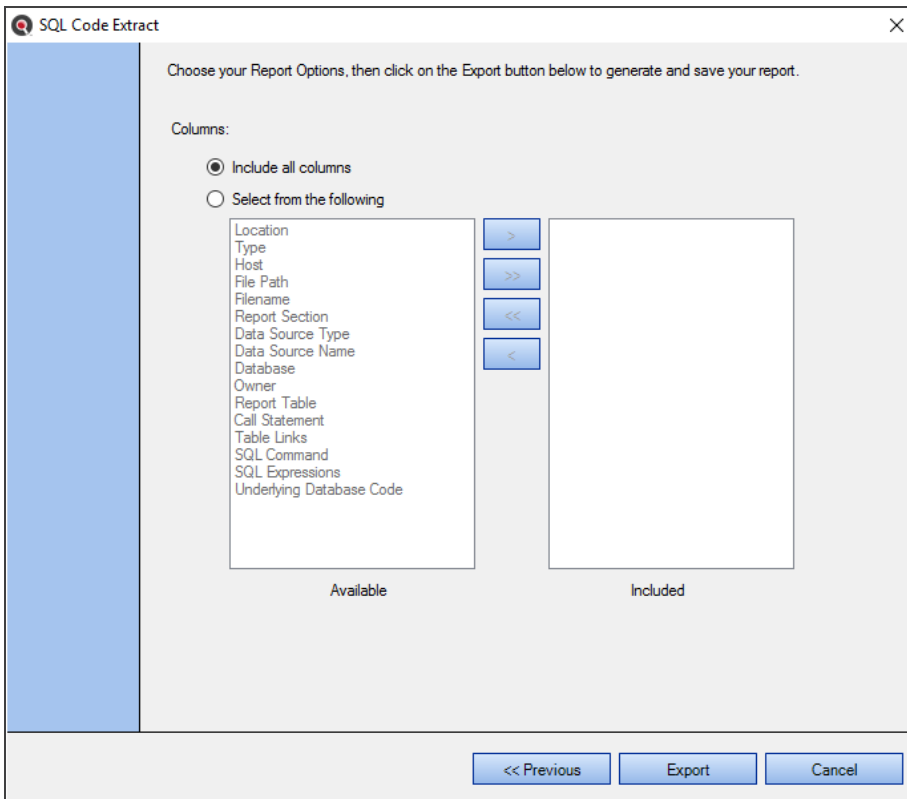 SQL Code Extract
Choose your Report Options, then click on the Export button below to generate and save your report.
Columns:
Include all columns
Select from the following
Location
Type
Host
File Path
Filename
Report Section
Data Source Type
Data Source Name
Database
Owner
Report Table
Call Statement
Table Links
SQL Command
SQL Expressions
Underlying Database Code
>
>>
<<
<
Available
Included
<< Previous
Export
Cancel